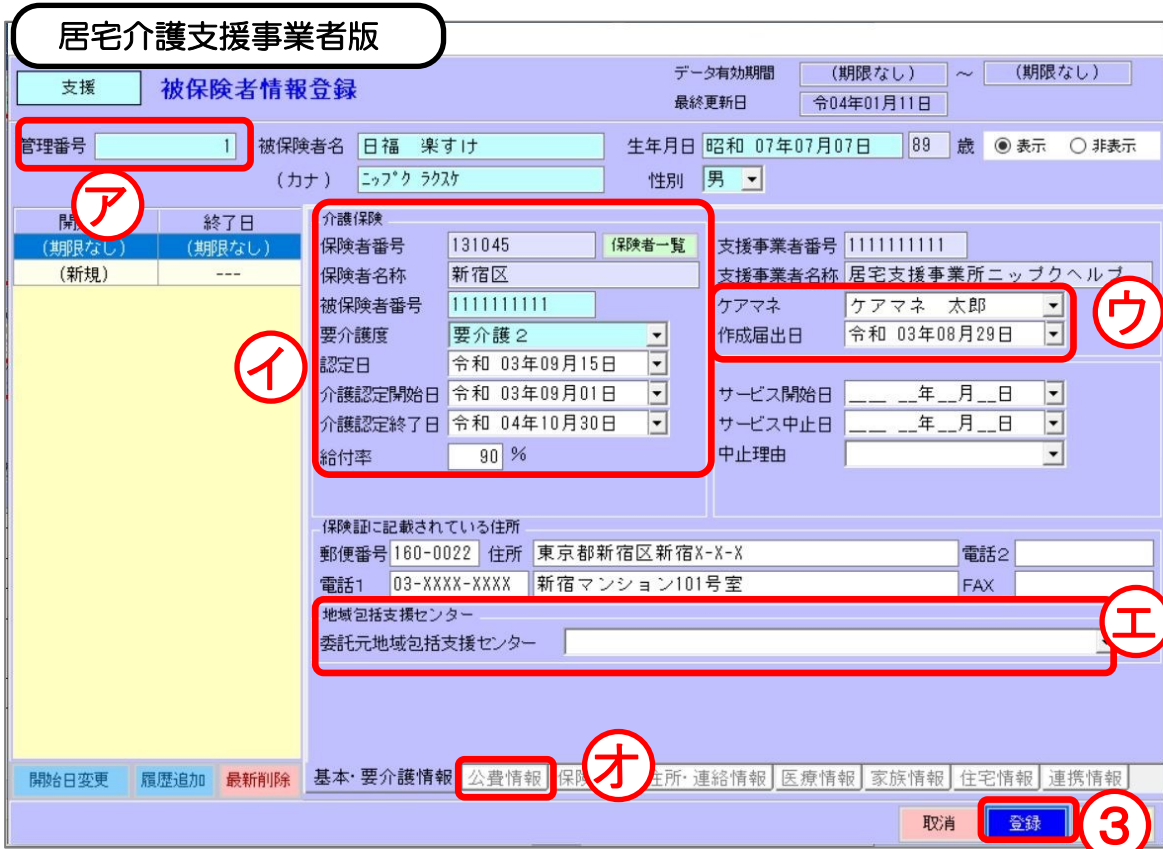 居宅介護支援事業者版
支援 被保険者情報登録 データ有効期間 (期限なし) ～ (期限なし)
最終更新日 令04年01月11日
管理番号 1 被保険者名 日福 楽すけ 生年月日 昭和 07年07月07日 89 歳 表示 非表示
ア (カナ) ﾆｯﾌﾟｸ ﾗｸｽｹ 性別 男
終了日
(期限なし) (期限なし)
(新規) ---
介護保険
保険者番号 131045 保険者一覧
保険者名称 新宿区
被保険者番号 1111111111
要介護度 要介護２
イ
認定日 令和 03年09月15日
介護認定開始日 令和 03年09月01日
介護認定終了日 令和 04年10月30日
給付率 90 %
支援事業者番号 1111111111
支援事業者名称 居宅支援事業所ニップクヘルプ
ケアマネ ケアマネ 太郎
ウ
作成届出日 令和 03年08月29日
サービス開始日 __ __年__月__日
サービス中止日 __ __年__月__日
中止理由
保険証に記載されている住所
郵便番号 160-0022 住所 東京都新宿区新宿X-X-X 電話2
電話1 03-XXXX-XXXX 新宿マンション101号室 FAX
地域包括支援センター
エ
委託元地域包括支援センター
開始日変更 履歴追加 最新削除
基本・要介護情報 公費情報 オ 住所・連絡情報 医療情報 家族情報 住宅情報 連携情報
取消 登録 3